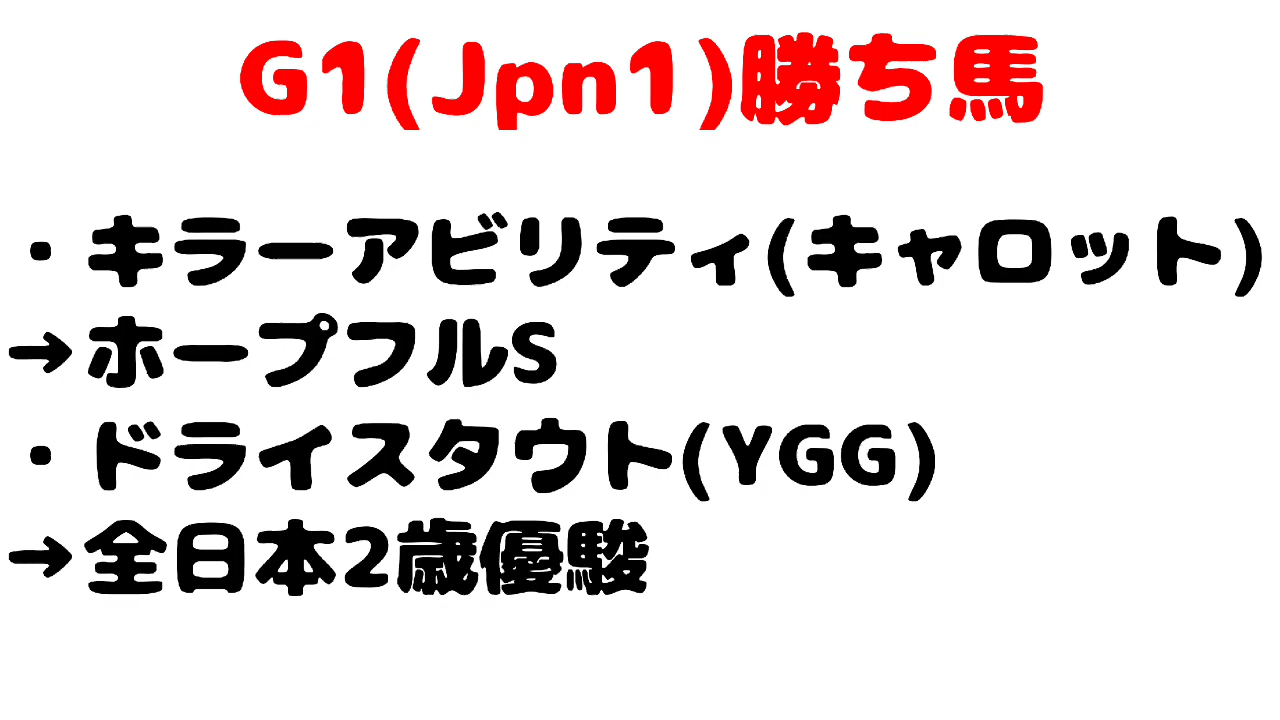 G1(Jpn1)勝ち馬
・キラーアビリティ(キャロット)
→ホープフルS
・ドライスタウト(YGG)
→全日本2歳優駿